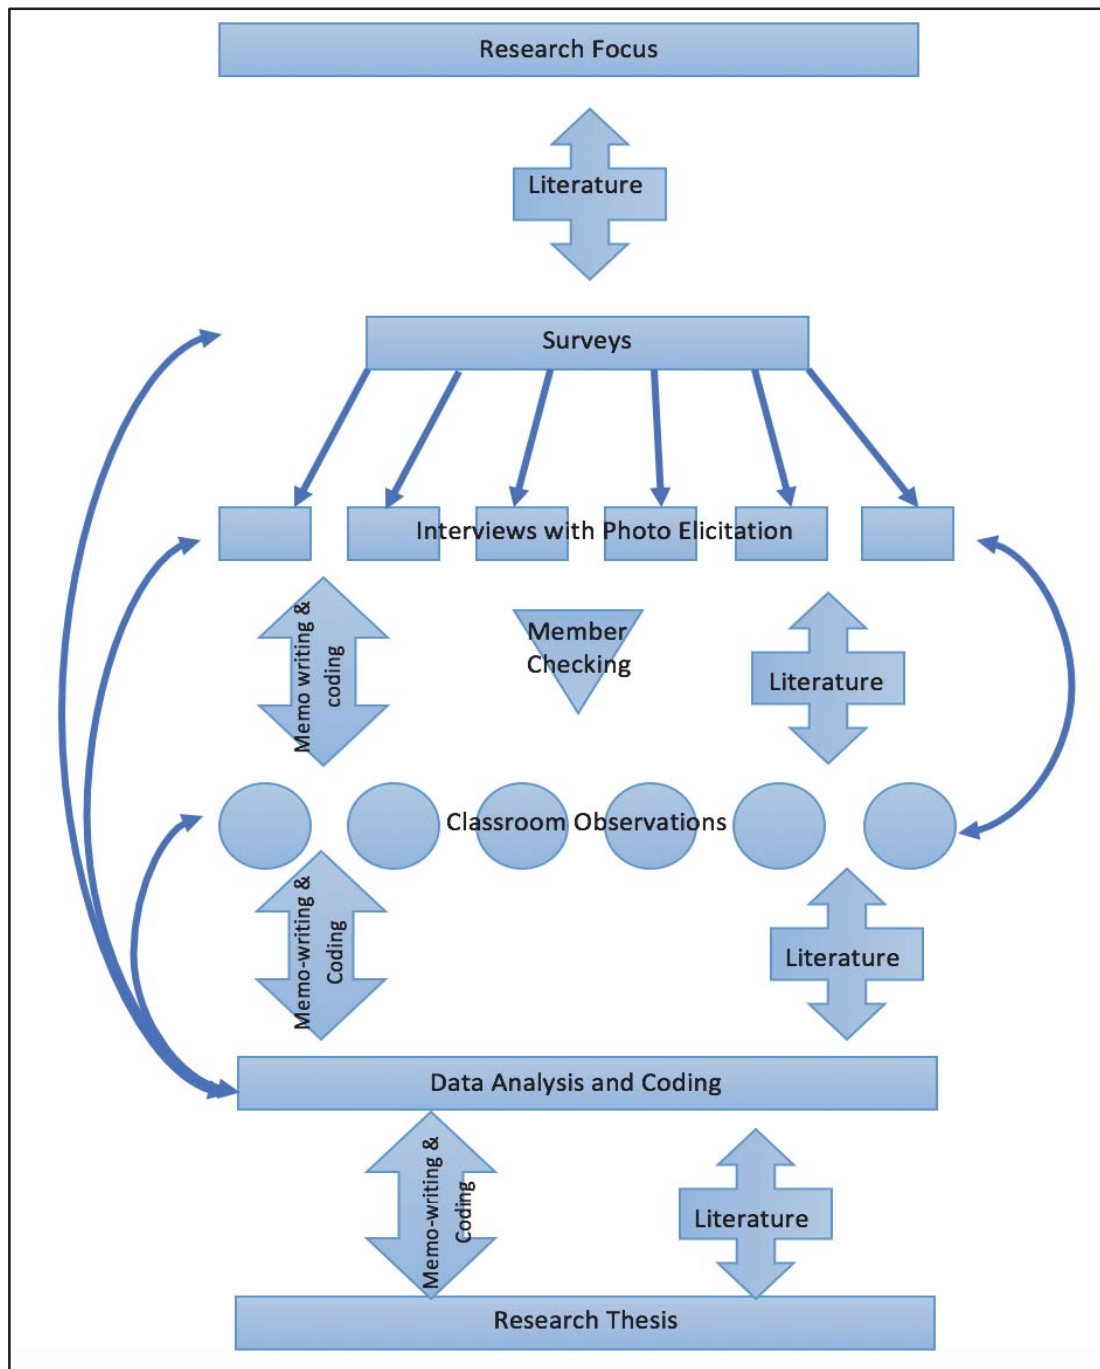 Research Focus
Literature
Surveys
Interviews with Photo Elicitation
Memo writing &
coding
Member
Checking
Literature
Classroom Observations
Memo-writing &
Coding
Literature
Data Analysis and Coding
Memo-writing &
Coding
Literature
Research Thesis